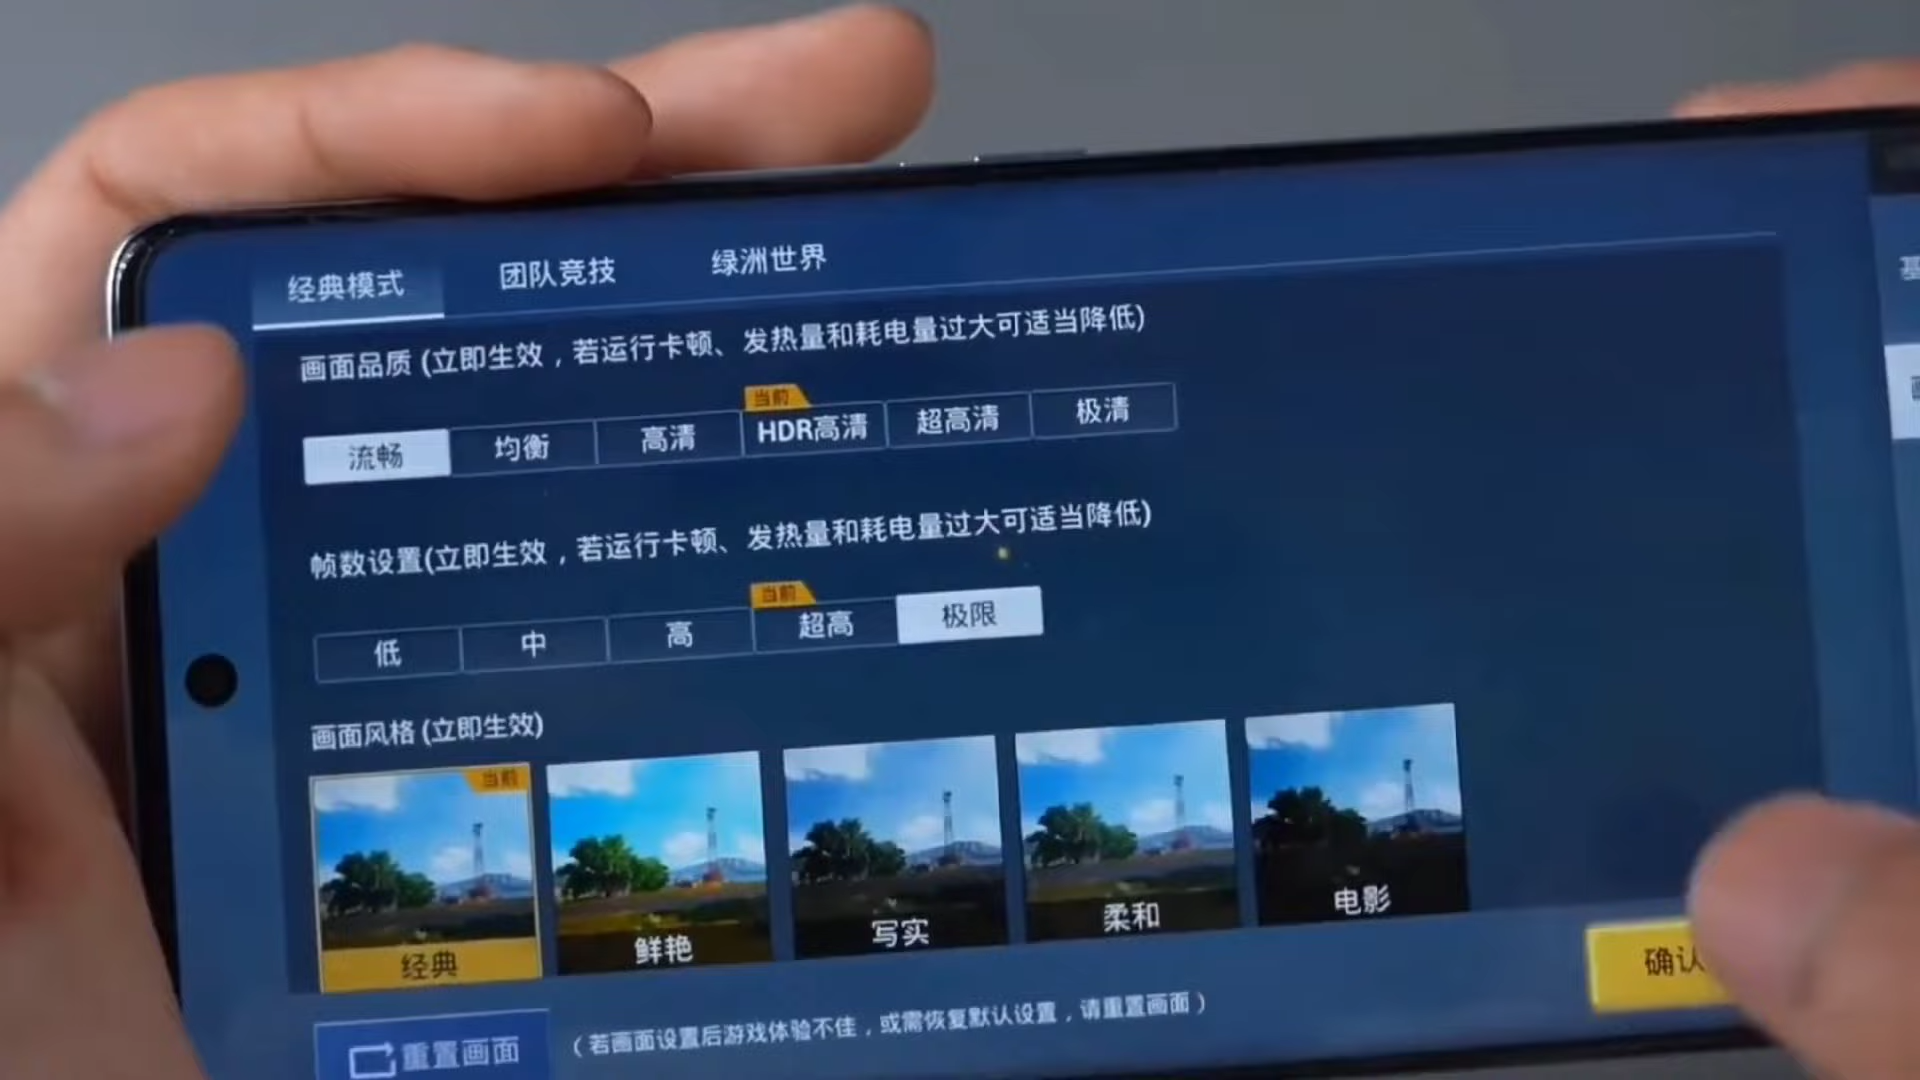 经典模式 团队竞技 绿洲世界
画面品质 (立即生效，若运行卡顿、发热量和耗电量过大可适当降低)
当前
流畅 均衡 高清 HDR高清 超高清 极清
帧数设置(立即生效，若运行卡顿、发热量和耗电量过大可适当降低)
当前
低 中 高 超高 极限
画面风格 (立即生效)
当前
经典 鲜艳 写实 柔和 电影
确认
重置画面 （若画面设置后游戏体验不佳，或需恢复默认设置，请重置画面）